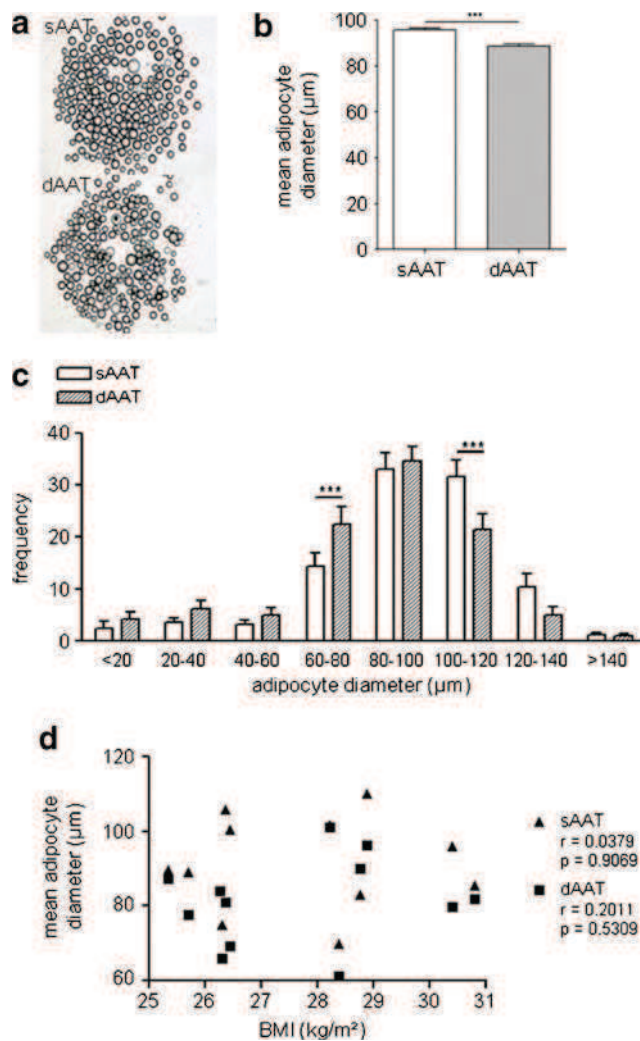 a
sAAT
dAAT
b
***
100
80
60
40
20
0
mean adipocyte
diameter (µm)
sAAT
dAAT
c
sAAT
dAAT
40
30
20
10
0
frequency
***
***
<20
20-40
40-60
60-80
80-100
100-120
120-140
>140
adipocyte diameter (µm)
d
120
100
80
60
mean adipocyte
diameter (µm)
25
26
27
28
29
30
31
BMI (kg/m²)
sAAT
r = 0.0379
p = 0.9069
dAAT
r = 0.2011
p = 0.5309